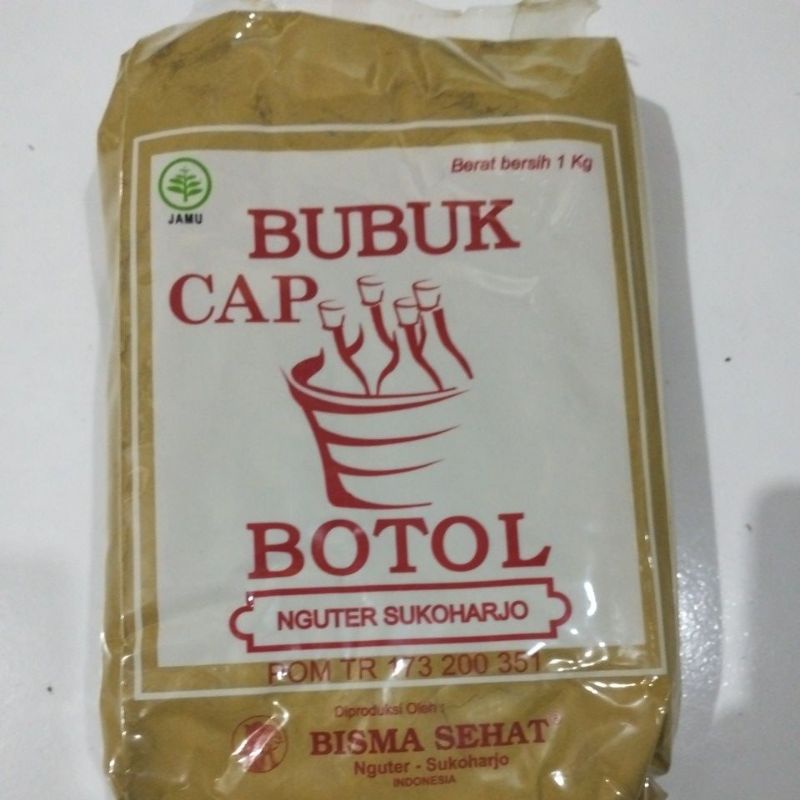 Berat bersih 1 Kg
JAMU
BUBUK
CAP
BOTOL
NGUTER SUKOHARJO
POM TR 173 200 351
Diproduksi Oleh :
BISMA SEHAT®
Nguter - Sukoharjo
INDONESIA